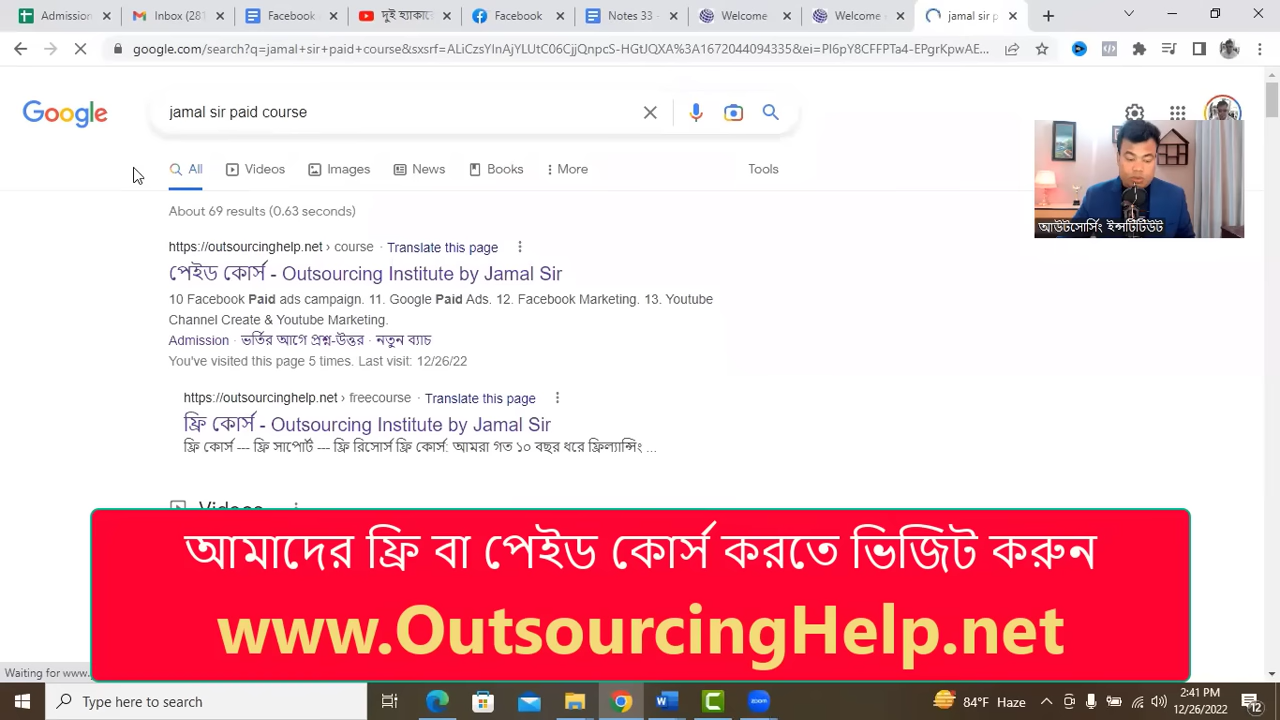 Admission
Inbox (281
Facebook
দুই হ্যাকা
Facebook
Notes 33 -
Welcome
Welcome
jamal sir p
google.com/search?q=jamal+sir+paid+course&sxsrf=ALiCzsYInAjYLUtC06CjjQnpcS-HGtJQXA%3A1672044094335&ei=PI6pY8CFFPTa4-EPgrKpwAE...
Google
jamal sir paid course
All
Videos
Images
News
Books
More
Tools
About 69 results (0.63 seconds)
https://outsourcinghelp.net › course · Translate this page
পেইড কোর্স - Outsourcing Institute by Jamal Sir
10 Facebook Paid ads campaign. 11. Google Paid Ads. 12. Facebook Marketing. 13. Youtube
Channel Create & Youtube Marketing.
Admission · ভর্তির আগে প্রশ্ন-উত্তর · নতুন ব্যাচ
You've visited this page 5 times. Last visit: 12/26/22
https://outsourcinghelp.net › freecourse · Translate this page
ফ্রি কোর্স - Outsourcing Institute by Jamal Sir
ফ্রি কোর্স --- ফ্রি সাপোর্ট --- ফ্রি রিসোর্স ফ্রি কোর্স. আমরা গত ১০ বছর ধরে ফ্রিল্যান্সিং ...
Videos
আউটসোর্সিং ইন্সটিটিউট
আমাদের ফ্রি বা পেইড কোর্স করতে ভিজিট করুন
www.OutsourcingHelp.net
Waiting for www.
Type here to search
zoom
84°F Haze
2:41 PM
12/26/2022
12